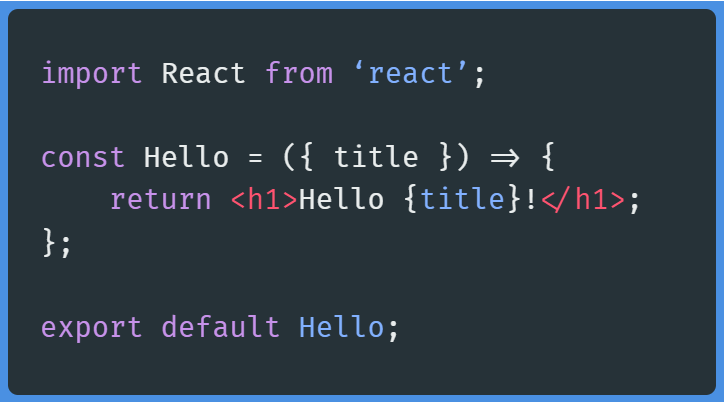 import React from ‘react’;
const Hello = ({ title }) => {
    return <h1>Hello {title}!</h1>;
};
export default Hello;